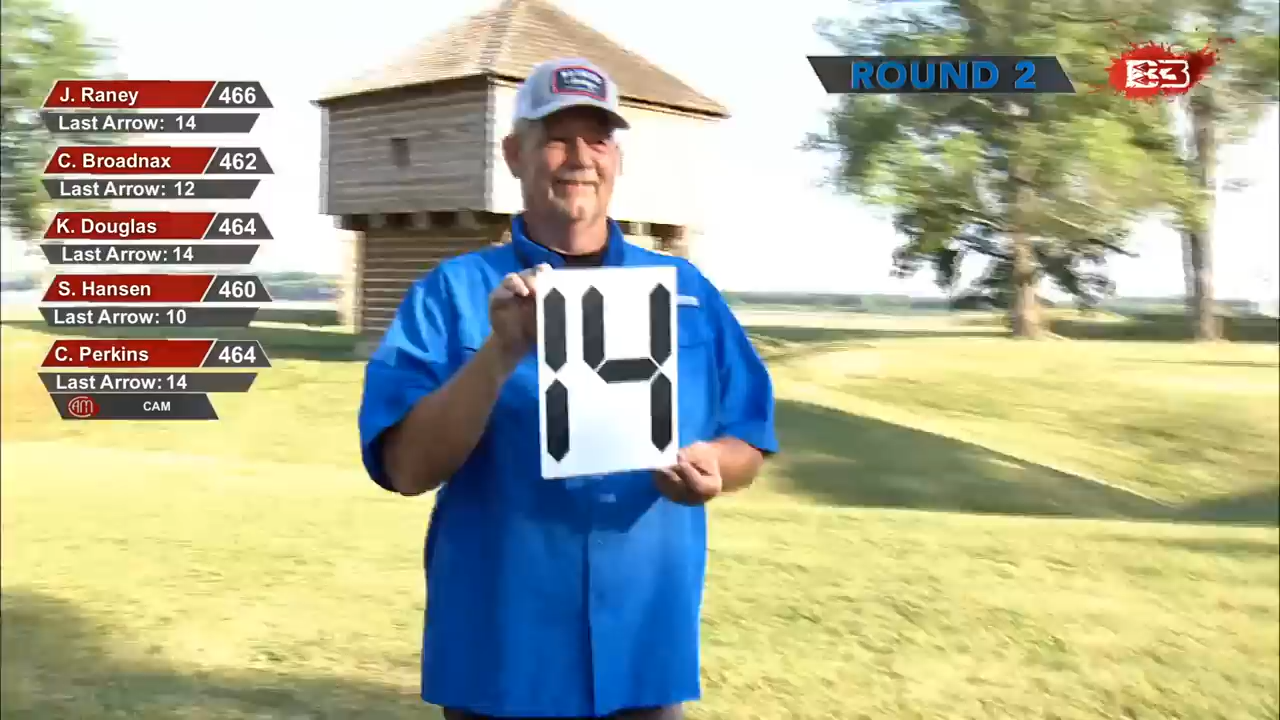 J. Raney 466
Last Arrow: 14
C. Broadnax 462
Last Arrow: 12
K. Douglas 464
Last Arrow: 14
S. Hansen 460
Last Arrow: 10
C. Perkins 464
Last Arrow: 14
AM CAM
ROUND 2
B3
14